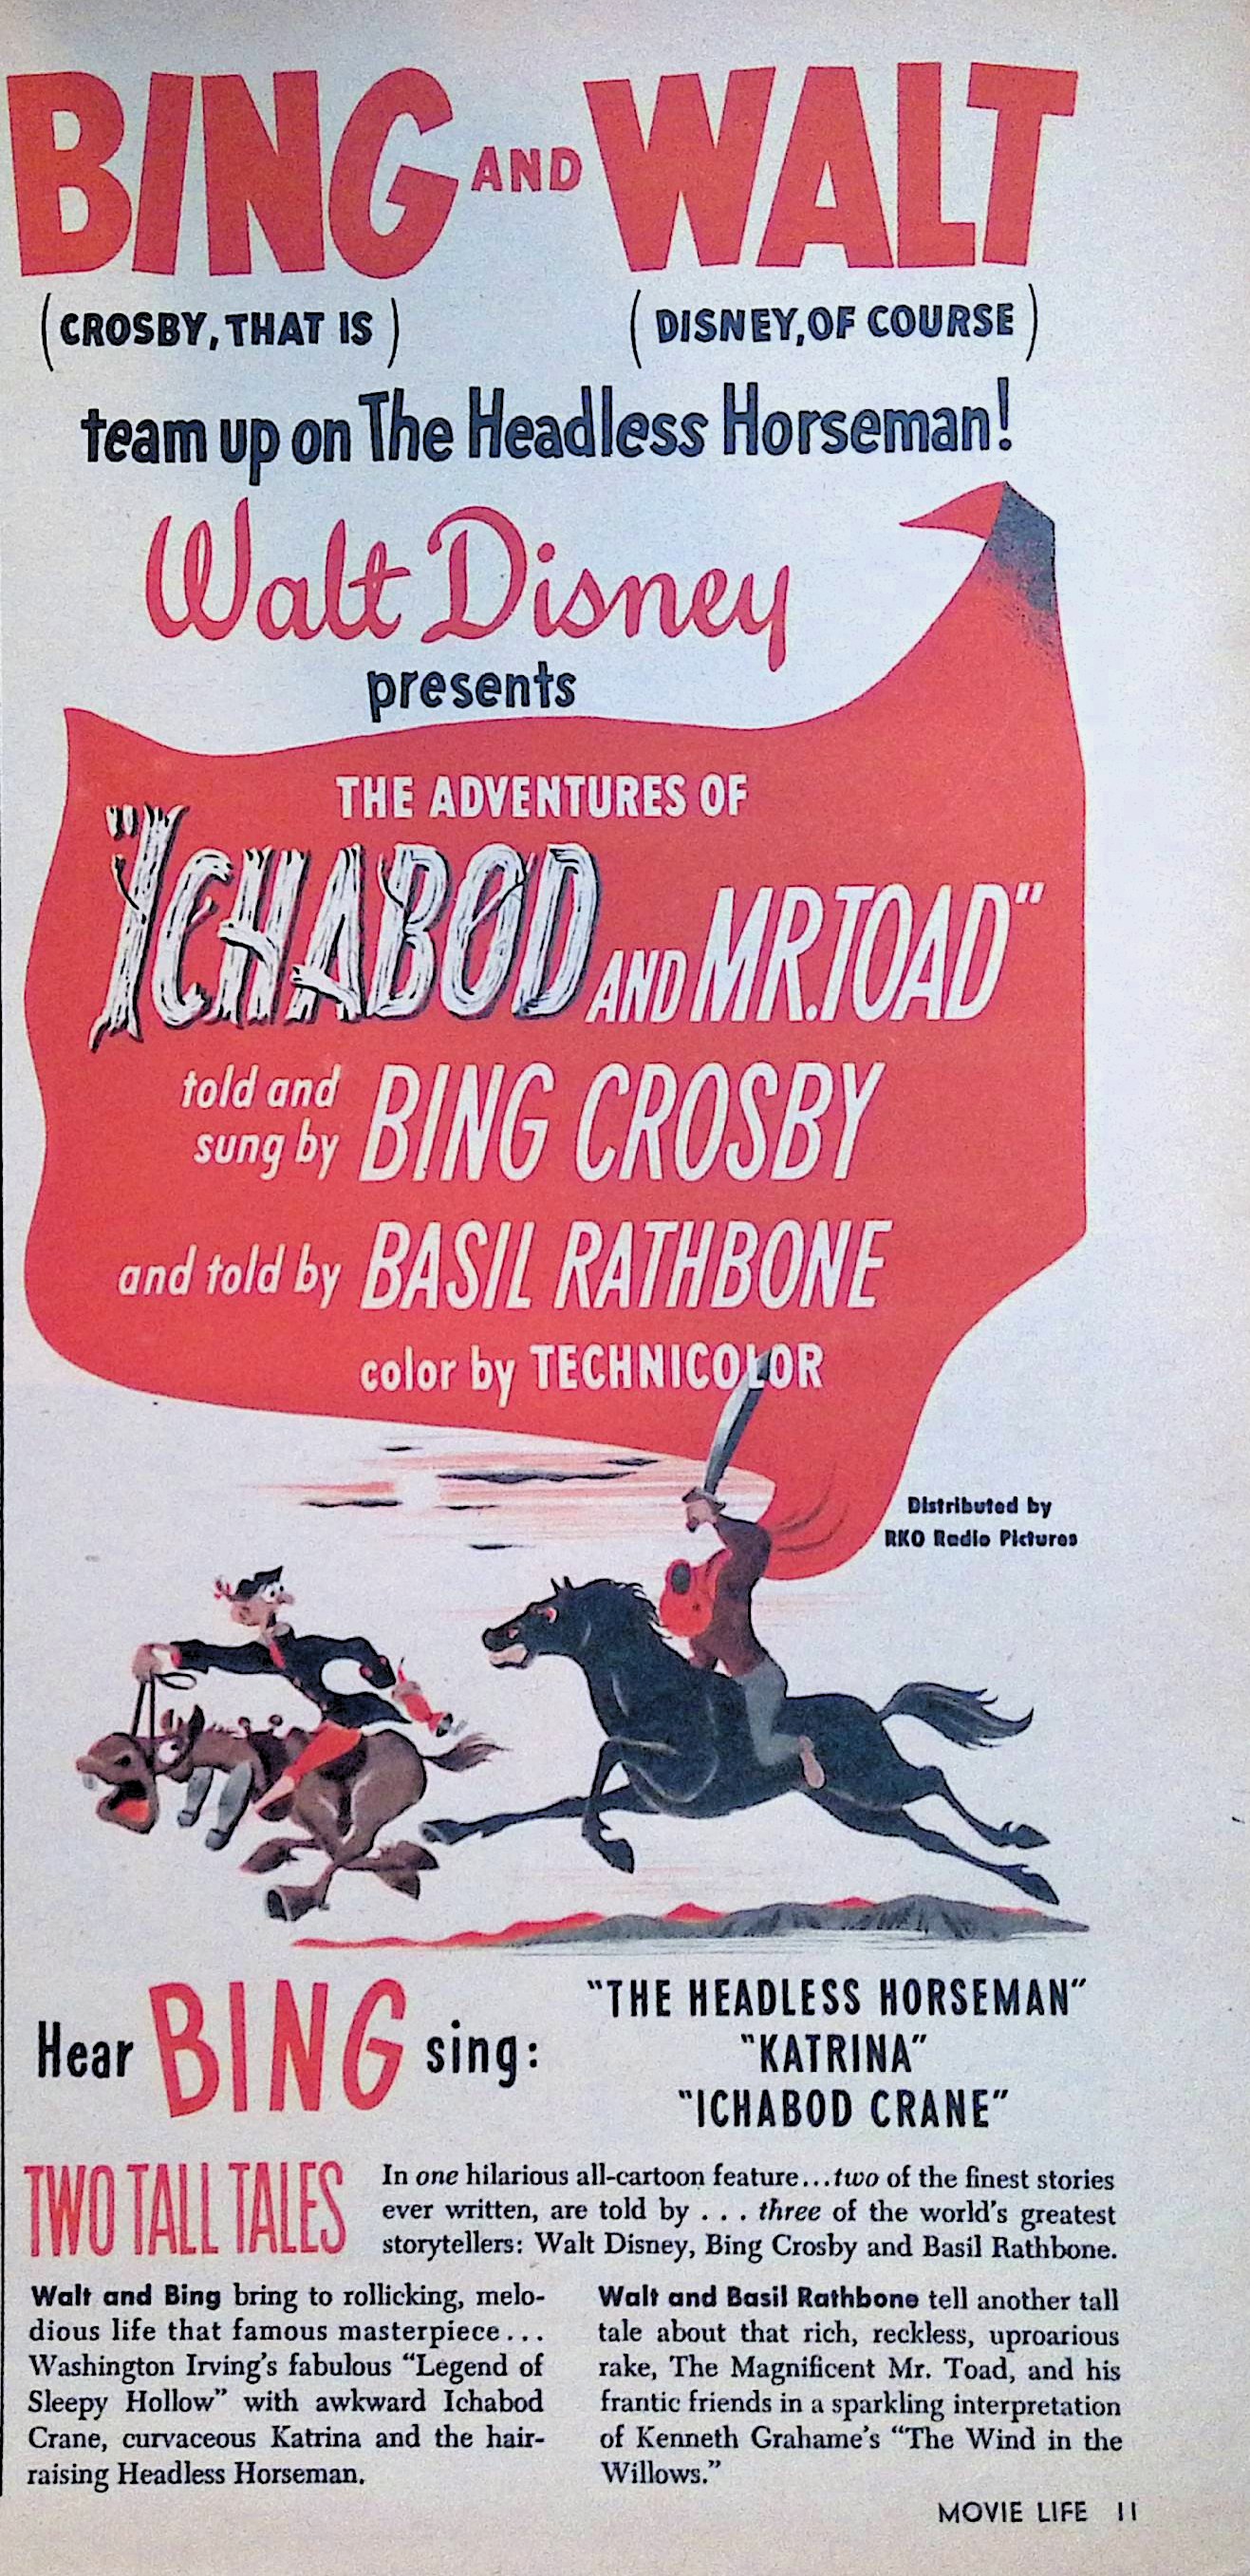 BING AND WALT
(CROSBY, THAT IS) (DISNEY, OF COURSE)
team up on The Headless Horseman!
Walt Disney
presents
THE ADVENTURES OF
"ICHABOD AND MR. TOAD"
told and
sung by BING CROSBY
and told by BASIL RATHBONE
color by TECHNICOLOR
Distributed by
RKO Radio Pictures
Hear BING sing:
"THE HEADLESS HORSEMAN"
"KATRINA"
"ICHABOD CRANE"
TWO TALL TALES
In one hilarious all-cartoon feature...two of the finest stories
ever written, are told by . . . three of the world's greatest
storytellers: Walt Disney, Bing Crosby and Basil Rathbone.
Walt and Bing bring to rollicking, melo-
dious life that famous masterpiece...
Washington Irving's fabulous "Legend of
Sleepy Hollow" with awkward Ichabod
Crane, curvaceous Katrina and the hair-
raising Headless Horseman.
Walt and Basil Rathbone tell another tall
tale about that rich, reckless, uproarious
rake, The Magnificent Mr. Toad, and his
frantic friends in a sparkling interpretation
of Kenneth Grahame's "The Wind in the
Willows."
MOVIE LIFE 11